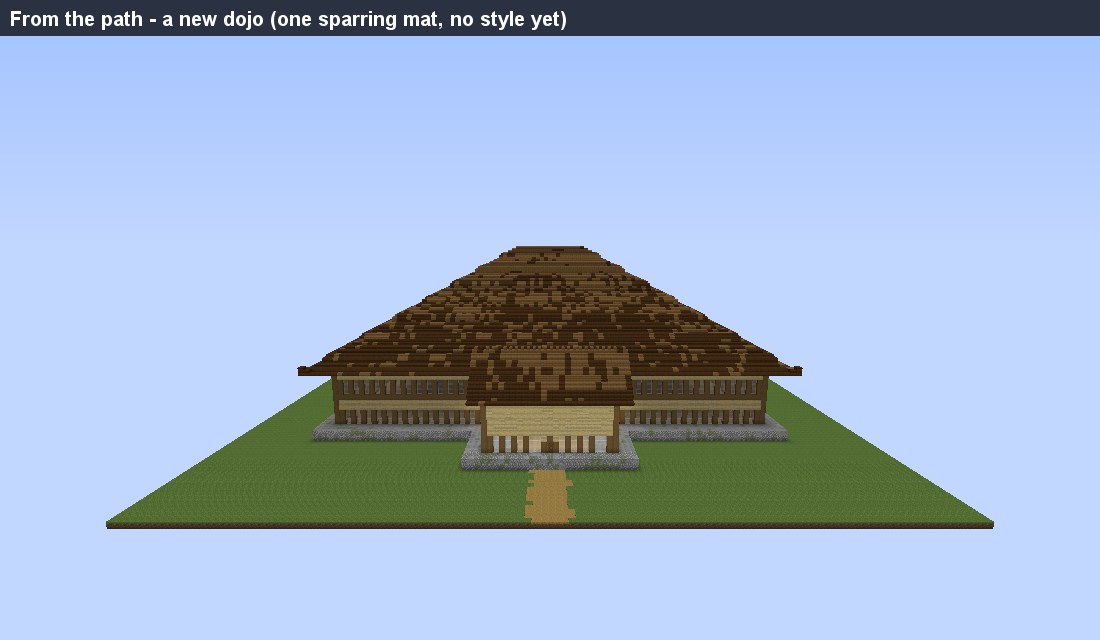 From the path - a new dojo (one sparring mat, no style yet)